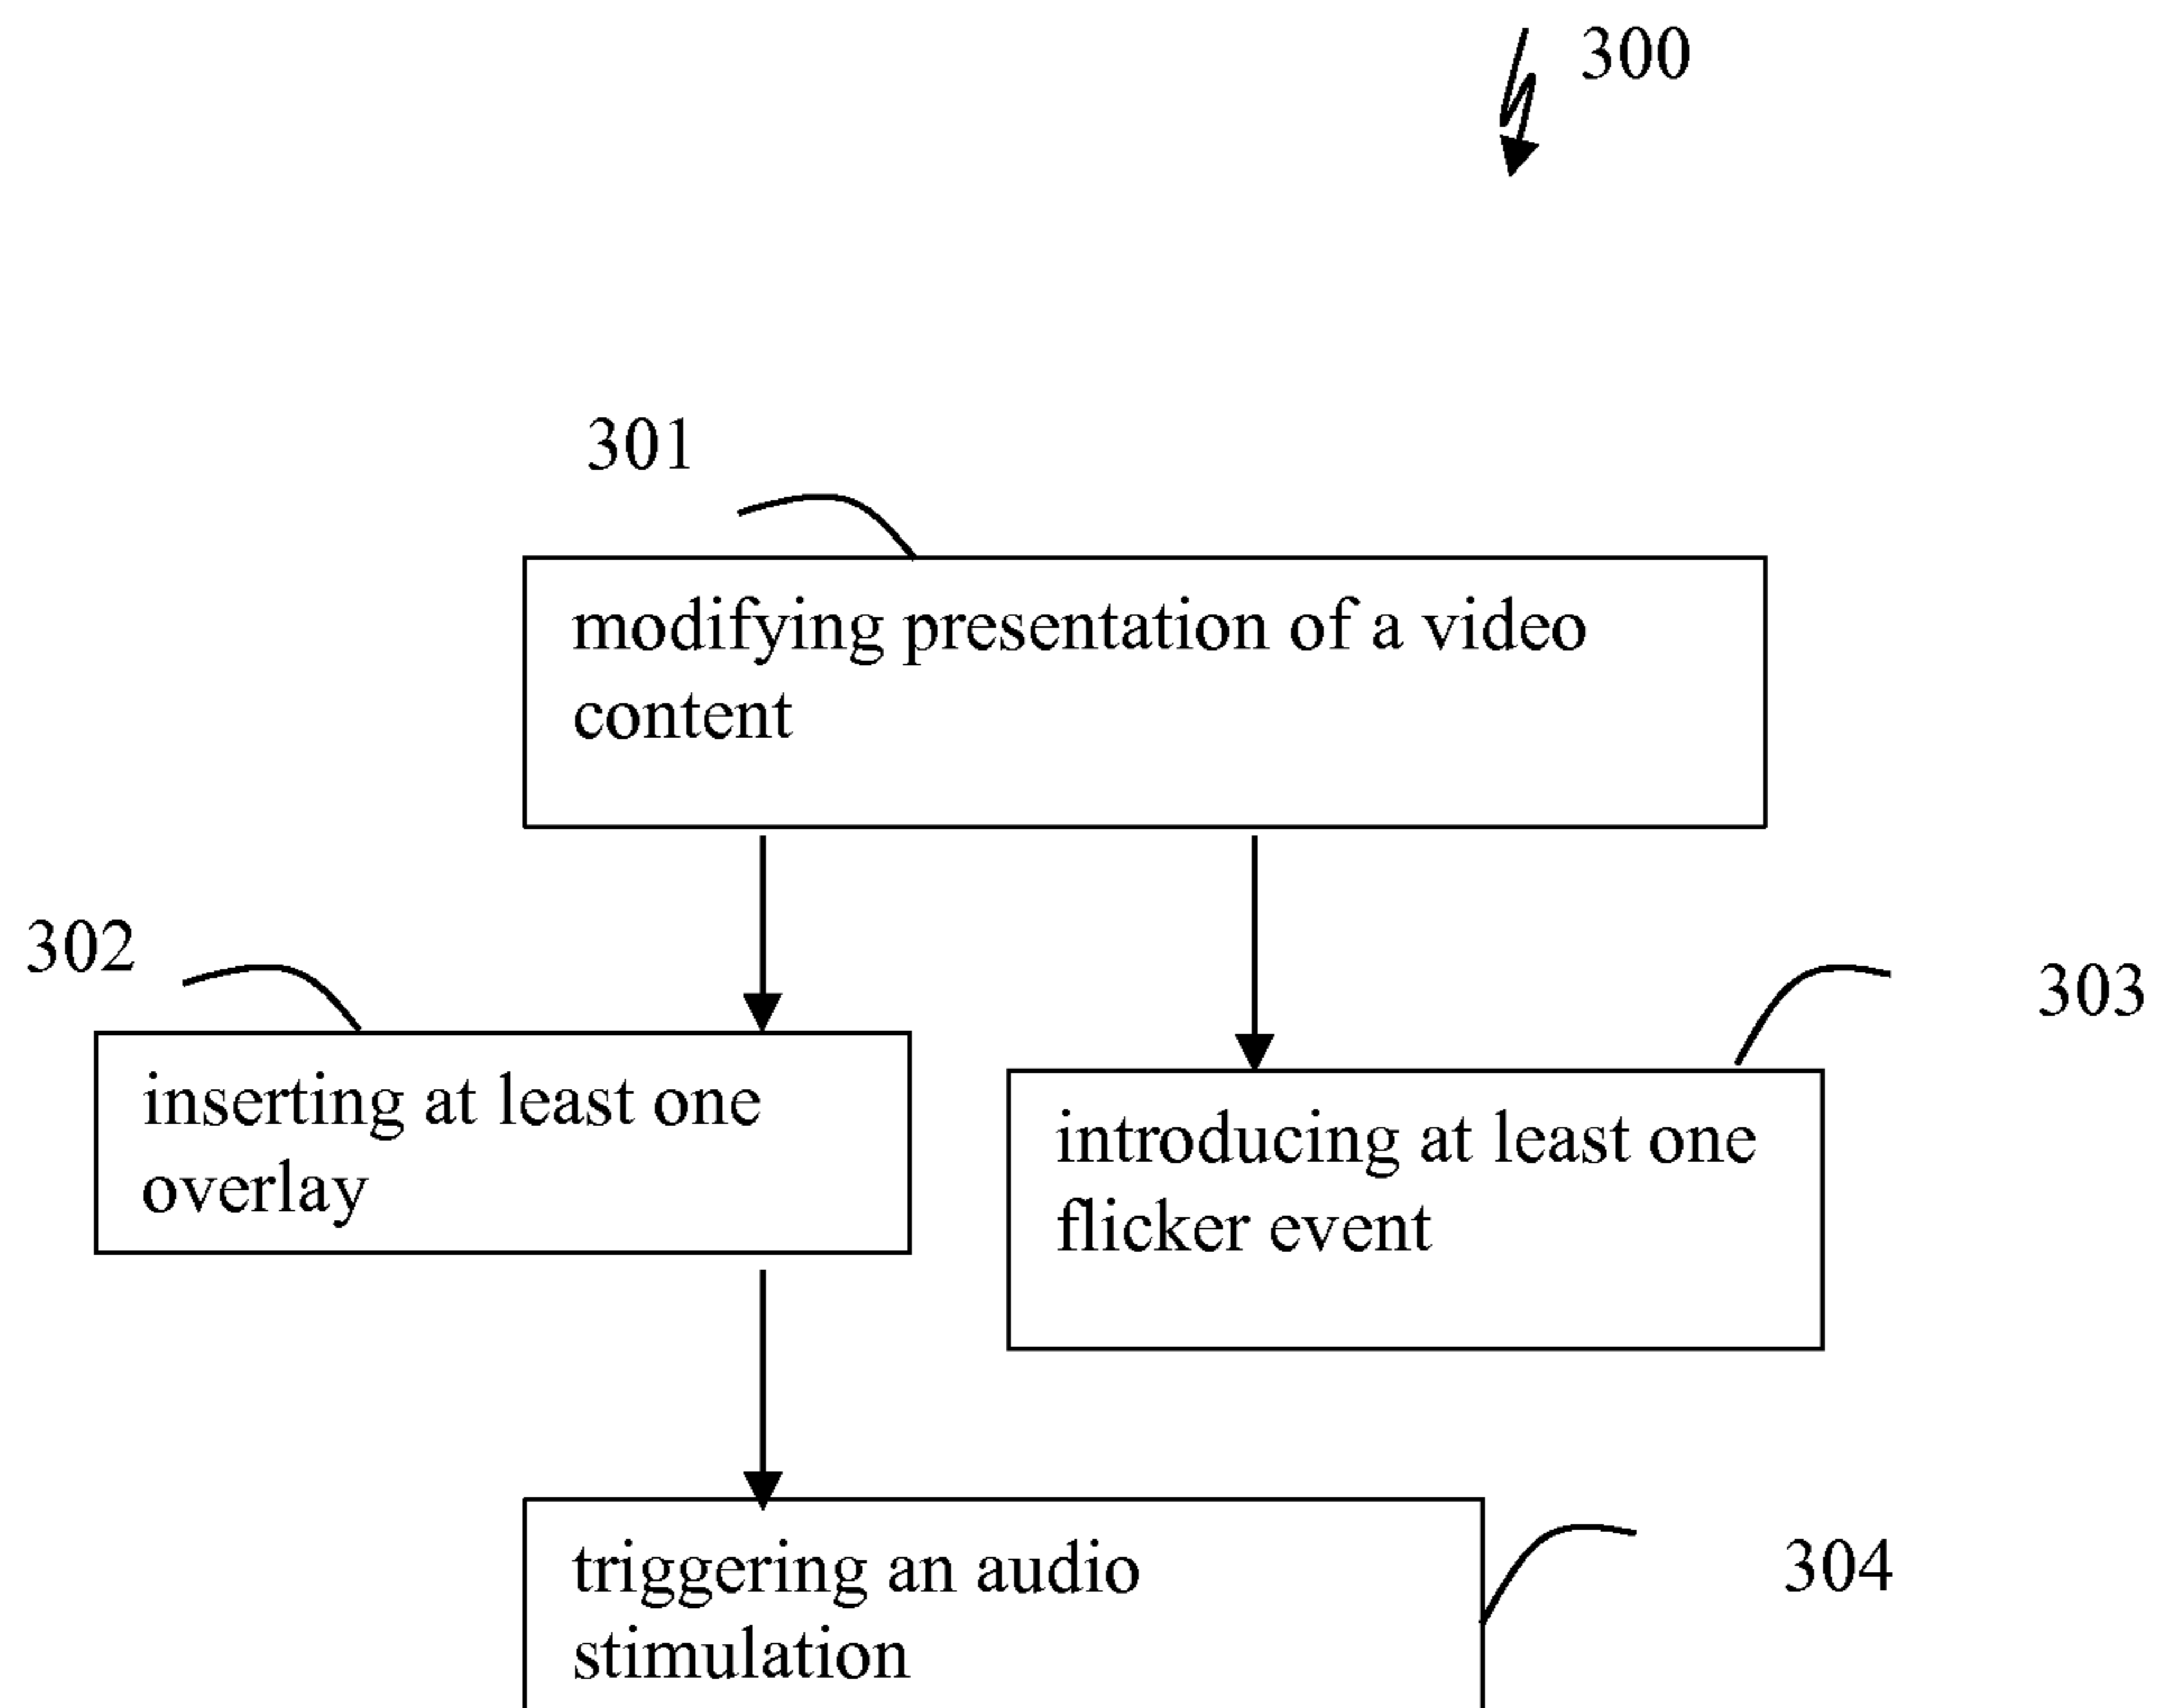 300
301
modifying presentation of a video
content
302
303
inserting at least one
overlay
introducing at least one
flicker event
304
triggering an audio
stimulation